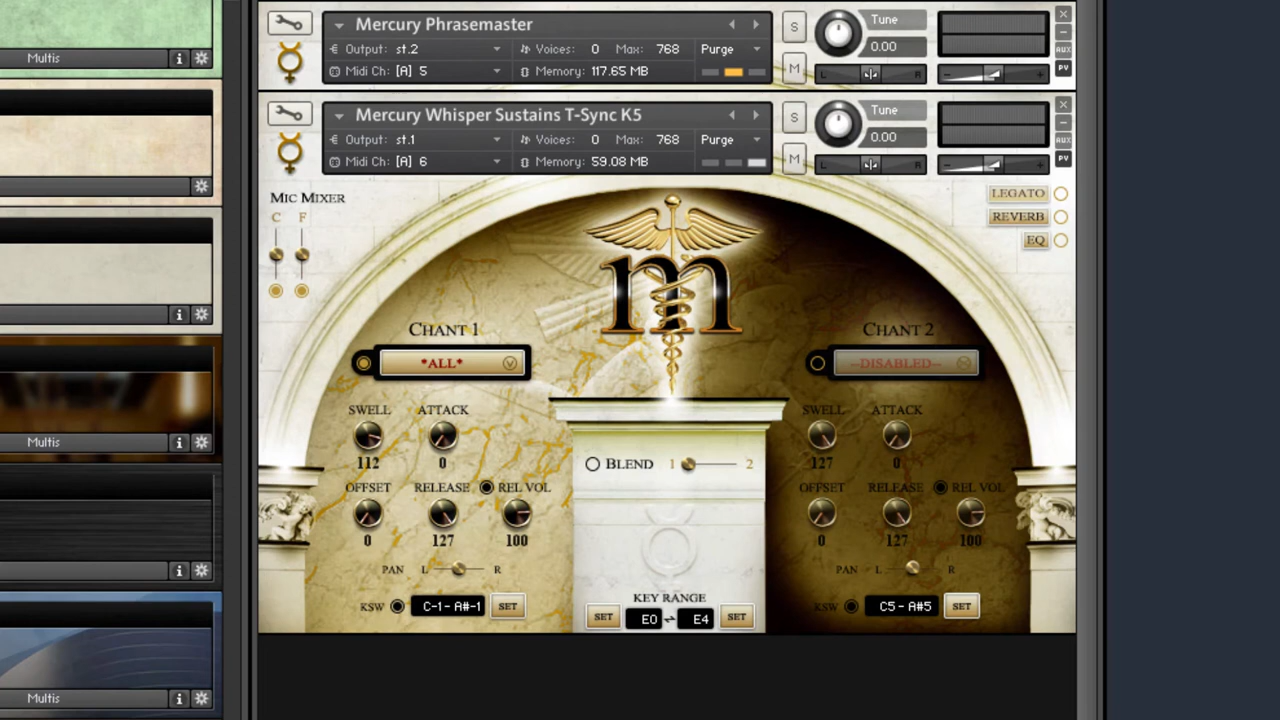 Mercury Phrasemaster
Output: st.2 Voices: 0 Max: 768 Purge
Midi Ch: [A] 5 Memory: 117.65 MB
S
M
Tune
0.00
L R
- +
AUX
PV
Multis i
Mercury Whisper Sustains T-Sync K5
Output: st.1 Voices: 0 Max: 768 Purge
Midi Ch: [A] 6 Memory: 59.08 MB
S
M
Tune
0.00
L R
- +
AUX
PV
MIC MIXER
C F
LEGATO
REVERB
EQ
m
CHANT 1
*ALL* V
SWELL ATTACK
112 0
OFFSET RELEASE REL VOL
0 127 100
PAN L R
KSW C-1- A#-1 SET
BLEND 1 2
KEY RANGE
SET E0 E4 SET
CHANT 2
--DISABLED--
SWELL ATTACK
127 0
OFFSET RELEASE REL VOL
0 127 100
PAN L R
KSW C5- A#5 SET
i
Multis i
i
Multis i